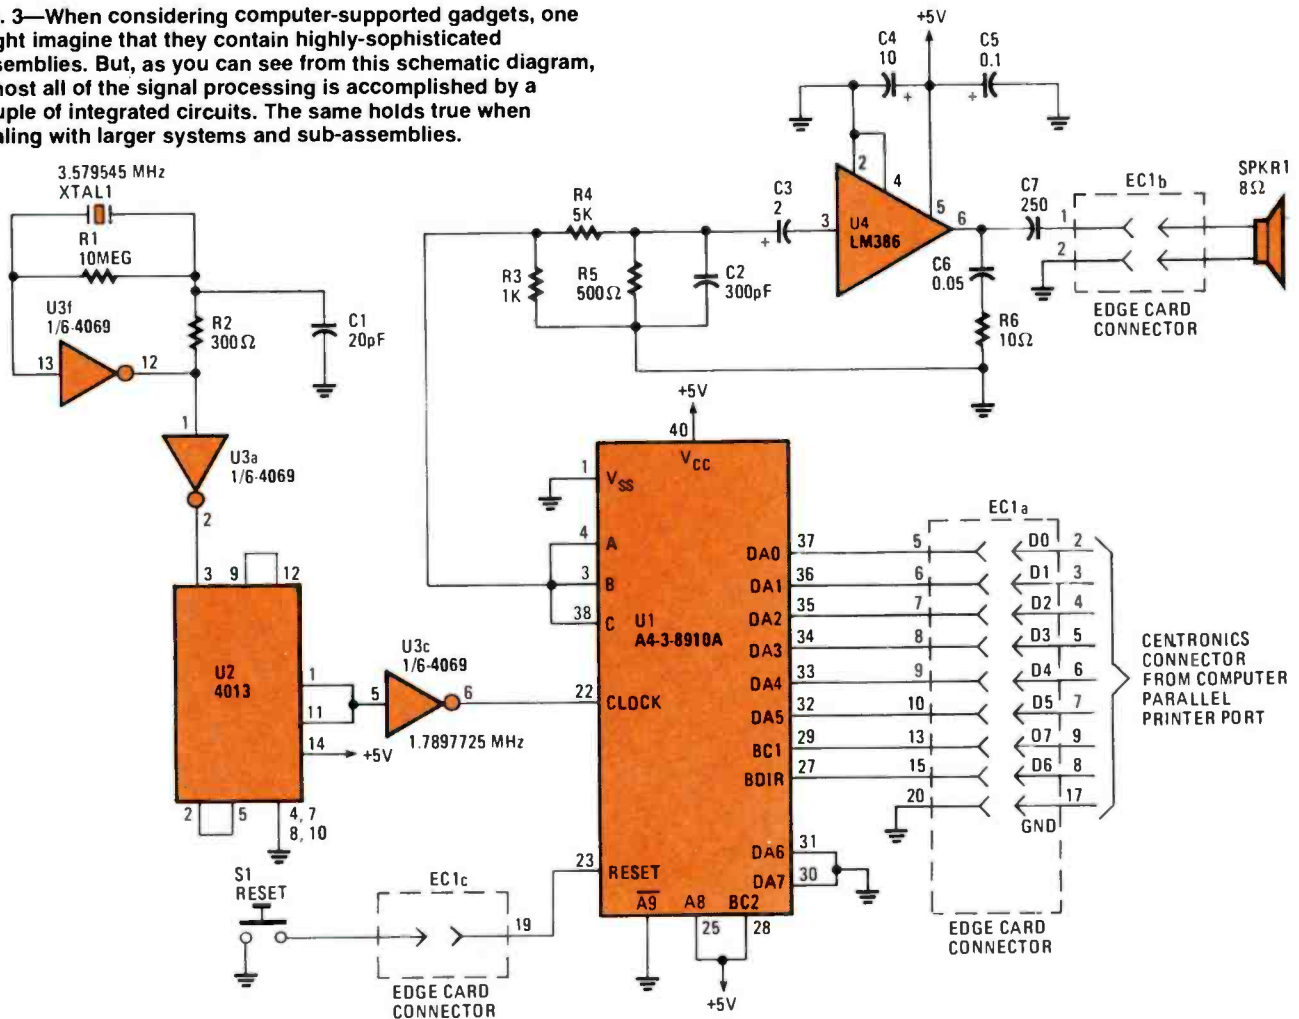 . 3—When considering computer-supported gadgets, one
ght imagine that they contain highly-sophisticated
semblies. But, as you can see from this schematic diagram,
nost all of the signal processing is accomplished by a
uple of integrated circuits. The same holds true when
aling with larger systems and sub-assemblies.
+5V
C4
10
+
C5
0.1
+
3.579545 MHz
XTAL1
R1
10MEG
U3f
1/6-4069
13
12
R2
300Ω
C1
20pF
1
U3a
1/6-4069
2
R4
5K
R3
1K
R5
500Ω
C2
300pF
C3
2
+
3
2
4
U4
LM386
5
6
C6
0.05
R6
10Ω
C7
250
EC1b
1
2
EDGE CARD
CONNECTOR
SPKR1
8Ω
3
9
12
U2
4013
1
11
14
+5V
2
5
4, 7
8, 10
U3c
1/6-4069
5
6
1.7897725 MHz
+5V
40
VCC
1
VSS
4
A
3
B
38
C
U1
A4-3-8910A
22
CLOCK
23
RESET
A9
A8
BC2
25
28
+5V
DA0
37
DA1
36
DA2
35
DA3
34
DA4
33
DA5
32
BC1
29
BDIR
27
DA6
31
DA7
30
EC1a
5
D0
2
6
D1
3
7
D2
4
8
D3
5
9
D4
6
10
D5
7
13
D7
9
15
D6
8
20
17
GND
CENTRONICS
CONNECTOR
FROM COMPUTER
PARALLEL
PRINTER PORT
EDGE CARD
CONNECTOR
S1
RESET
EC1c
19
EDGE CARD
CONNECTOR